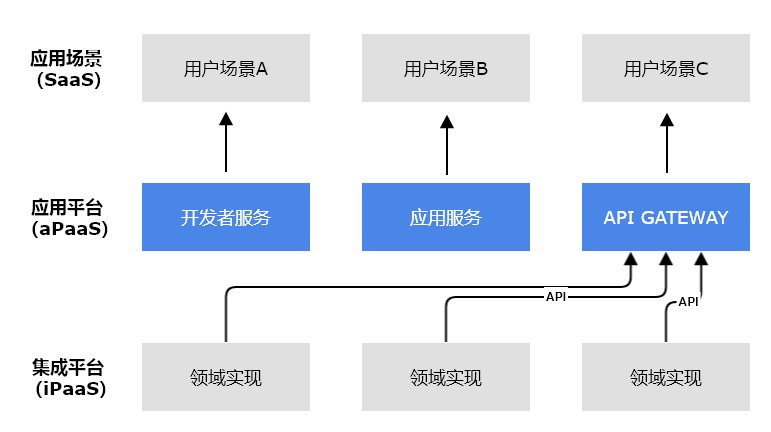 应用场景
(SaaS)
用户场景A
用户场景B
用户场景C
应用平台
(aPaaS)
开发者服务
应用服务
API GATEWAY
API
API
集成平台
(iPaaS)
领域实现
领域实现
领域实现